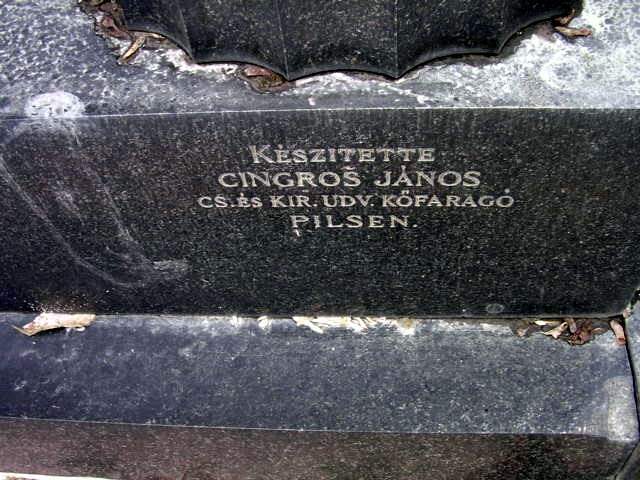 KÉSZITETTE
CINGROŠ JÁNOS
CS. ÉS KIR. UDV. KŐFARAGÓ
PILSEN.